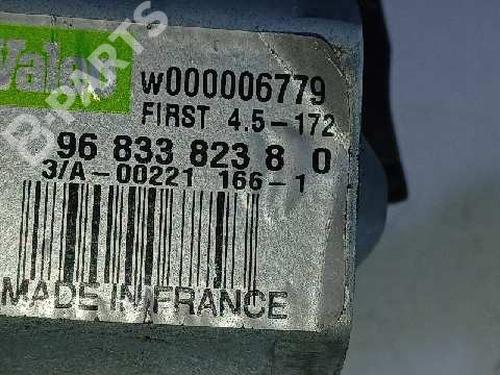 Valeo
W000006779
FIRST 4.5-172
96 833 823 8 0
3/A-00221 166-1
MADE IN FRANCE
B-PARTS